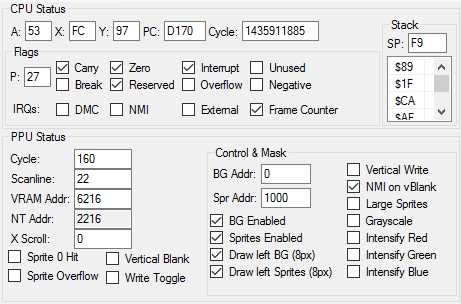 CPU Status
A: 53 X: FC Y: 97 PC: D170 Cycle: 1435911885
Flags
P: 27
Carry Zero Interrupt Unused
Break Reserved Overflow Negative
IRQs: DMC NMI External Frame Counter
Stack
SP: F9
$89
$1F
$CA
$AF
PPU Status
Cycle: 160
Scanline: 22
VRAM Addr: 6216
NT Addr: 2216
X Scroll: 0
Sprite 0 Hit Vertical Blank
Sprite Overflow Write Toggle
Control & Mask
BG Addr: 0
Spr Addr: 1000
BG Enabled
Sprites Enabled
Draw left BG (8px)
Draw left Sprites (8px)
Vertical Write
NMI on vBlank
Large Sprites
Grayscale
Intensify Red
Intensify Green
Intensify Blue